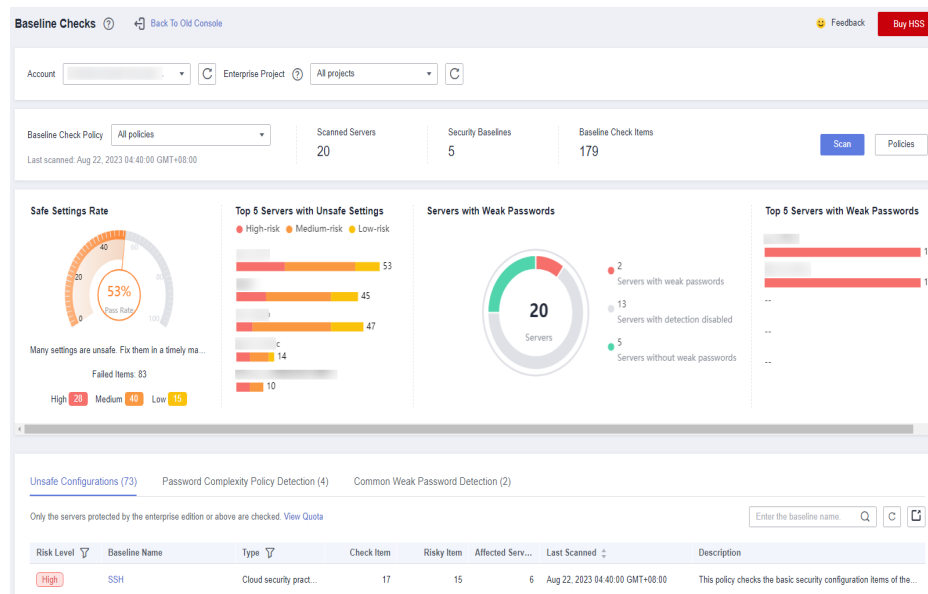 Baseline Checks ? Back To Old Console
Feedback
Buy HSS
Account
Enterprise Project ? All projects
Baseline Check Policy All policies
Last scanned: Aug 22, 2023 04:40:00 GMT+08:00
Scanned Servers
20
Security Baselines
5
Baseline Check Items
179
Scan
Policies
Safe Settings Rate
0
20
40
60
80
100
53%
Pass Rate
Many settings are unsafe. Fix them in a timely ma...
Failed Items: 83
High 28 Medium 40 Low 15
Top 5 Servers with Unsafe Settings
High-risk Medium-risk Low-risk
53
45
47
c
14
10
Servers with Weak Passwords
20
Servers
2
Servers with weak passwords
13
Servers with detection disabled
5
Servers without weak passwords
Top 5 Servers with Weak Passwords
1
1
--
--
--
Unsafe Configurations (73) Password Complexity Policy Detection (4) Common Weak Password Detection (2)
Only the servers protected by the enterprise edition or above are checked. View Quota
Enter the baseline name.
Risk Level Baseline Name Type Check Item Risky Item Affected Serv... Last Scanned Description
High SSH Cloud security pract... 17 15 6 Aug 22, 2023 04:40:00 GMT+08:00 This policy checks the basic security configuration items of the...